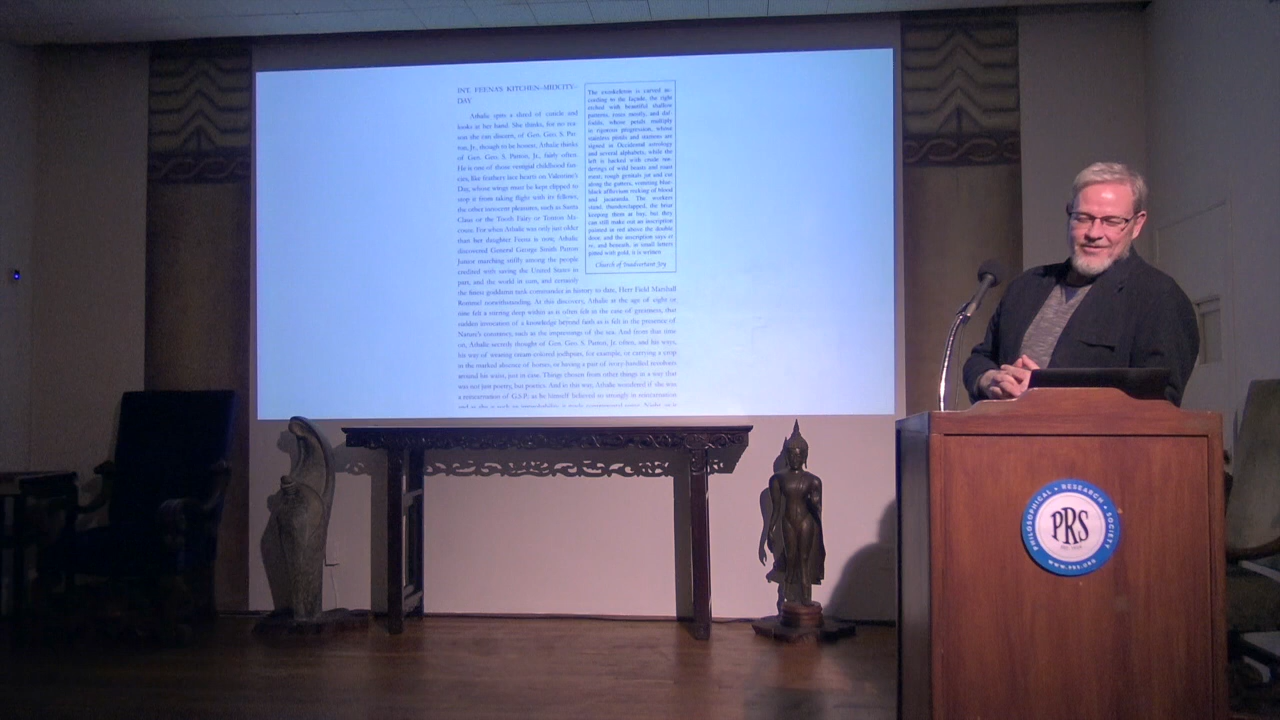 INT. FEENA'S KITCHEN–MIDCITY–
DAY
Athalie spits a shred of cuticle and
looks at her hand. She thinks, for no rea-
son she can discern, of Gen. Geo. S. Pat-
ton, Jr., though to be honest, Athalie thinks
of Gen. Geo. S. Patton, Jr., fairly often.
He is one of those vestigial childhood fan-
cies, like feathers lace hearts on Valentine's
Day, whose wings must be kept clipped to
stop it from taking flight with its fellows,
the other innocent pleasures, such as Santa
Claus or the Tooth Fairy or Tonton Ma-
coute. For when Athalie was only just older
than her daughter Feena is now, Athalie
discovered General George Smith Patton
Junior marching stiffly among the people
credited with saving the United States in
part, and the world in toto, and certainly
the finest goddamn tank commander in history to date, Herr Field Marshall
Rommel notwithstanding. At this discovery, Athalie at the age of eight or
nine felt a stirring deep within as is often felt in the case of greatness, that
sudden invocation of a knowledge beyond faith as is felt in the presence of
Nature's constancy, such as the impressings of the sea. And from that time
on, Athalie secretly thought of Gen. Geo. S. Patton, Jr. often, and his ways,
his way of wearing cream-colored jodhpurs, for example, or carrying a crop
in the marked absence of horses, or having a pair of ivory-handled revolvers
around his waist, just in case. Things chosen from other things in a way that
was not just poetry, but poetics. And in this way, Athalie wondered if she was
a reincarnation of G.S.P. as he himself believed so strongly in reincarnation
The exoskeleton is carved ac-
cording to the façade, the right
etched with beautiful shallow
patterns, roses mostly, and daf-
fodils, whose petals multiply
in rigorous progression, whose
stainless pistils and stamens are
signed in Occidental astrology
and several alphabets, while the
left is hacked with crude ren-
derings of wild beasts and roast
meat; rough genitals jut and cut
along the gutters, vomiting blue-
black effluvium reeking of blood
and jacaranda. The workers
stand, thunderclapped, the briar
keeping them at bay, but they
can still make out an inscription
painted in red above the double
door, and the inscription says
and beneath, in small letters
joined with gold, it is written
Church of Inadvertent Joy
PHILOSOPHICAL • RESEARCH • SOCIETY
PRS
www.prs.org